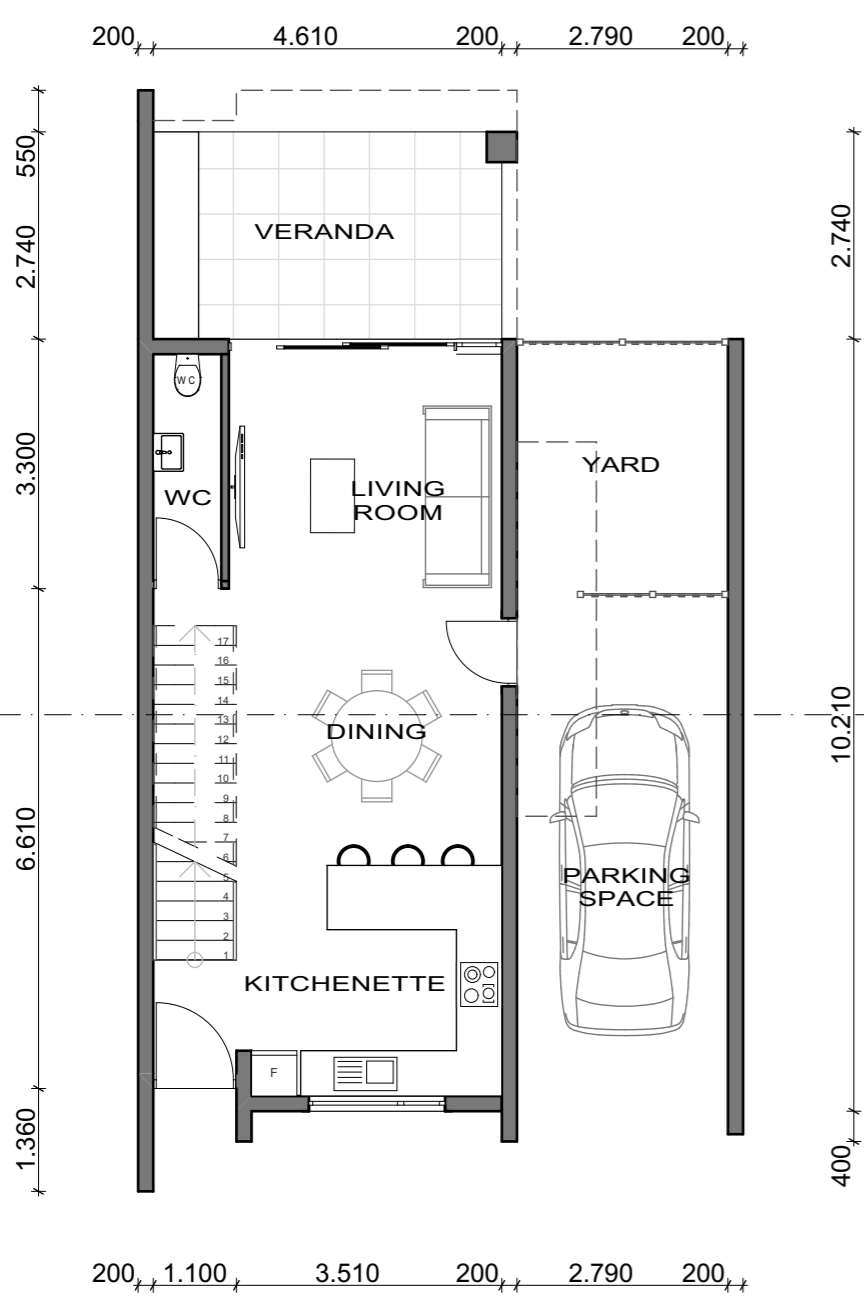 200 4.610 200 2.790 200
550
2.740
2.740
VERANDA
3.300
WC
WC
LIVING
ROOM
YARD
17
16
15
14
13
12
11
10
9
8
7
6
5
4
3
2
1
DINING
10.210
6.610
PARKING
SPACE
KITCHENETTE
F
1.360
400
200 1.100 3.510 200 2.790 200